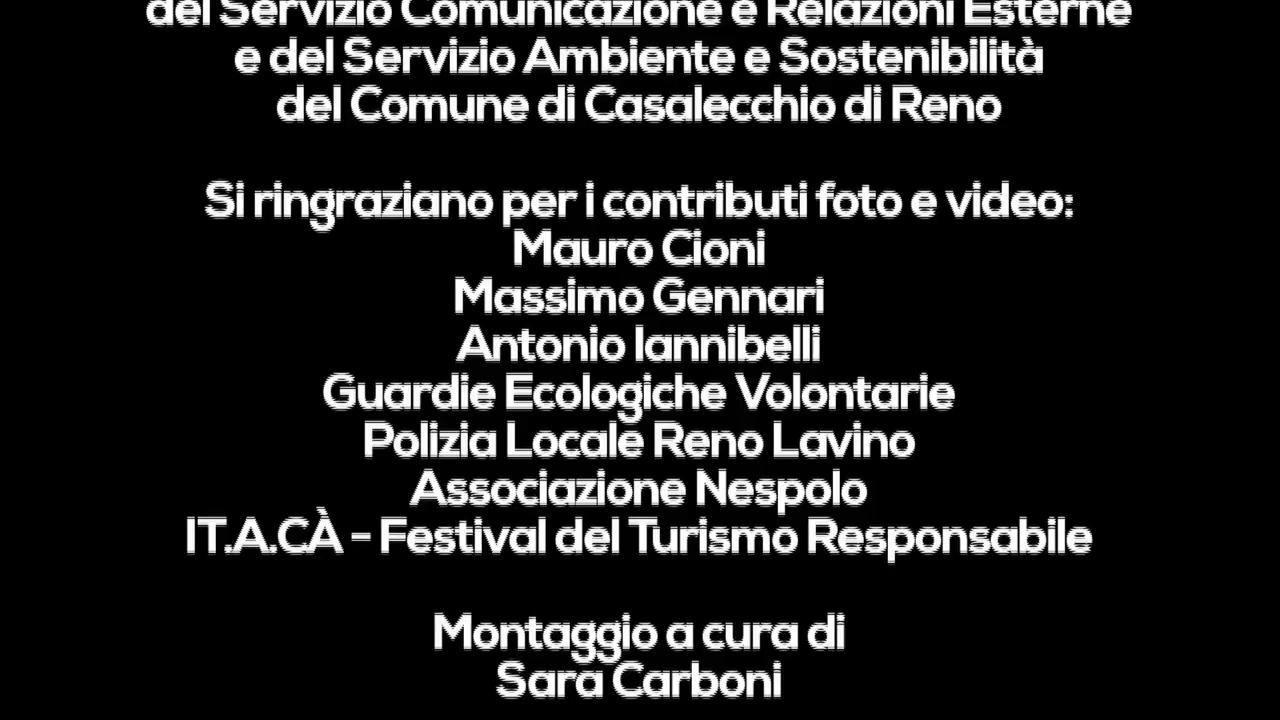 del Servizio Comunicazione e Relazioni Esterne
e del Servizio Ambiente e Sostenibilità
del Comune di Casalecchio di Reno
Si ringraziano per i contributi foto e video:
Mauro Cioni
Massimo Gennari
Antonio Iannibelli
Guardie Ecologiche Volontarie
Polizia Locale Reno Lavino
Associazione Nespolo
IT.A.CÀ - Festival del Turismo Responsabile
Montaggio a cura di
Sara Carboni